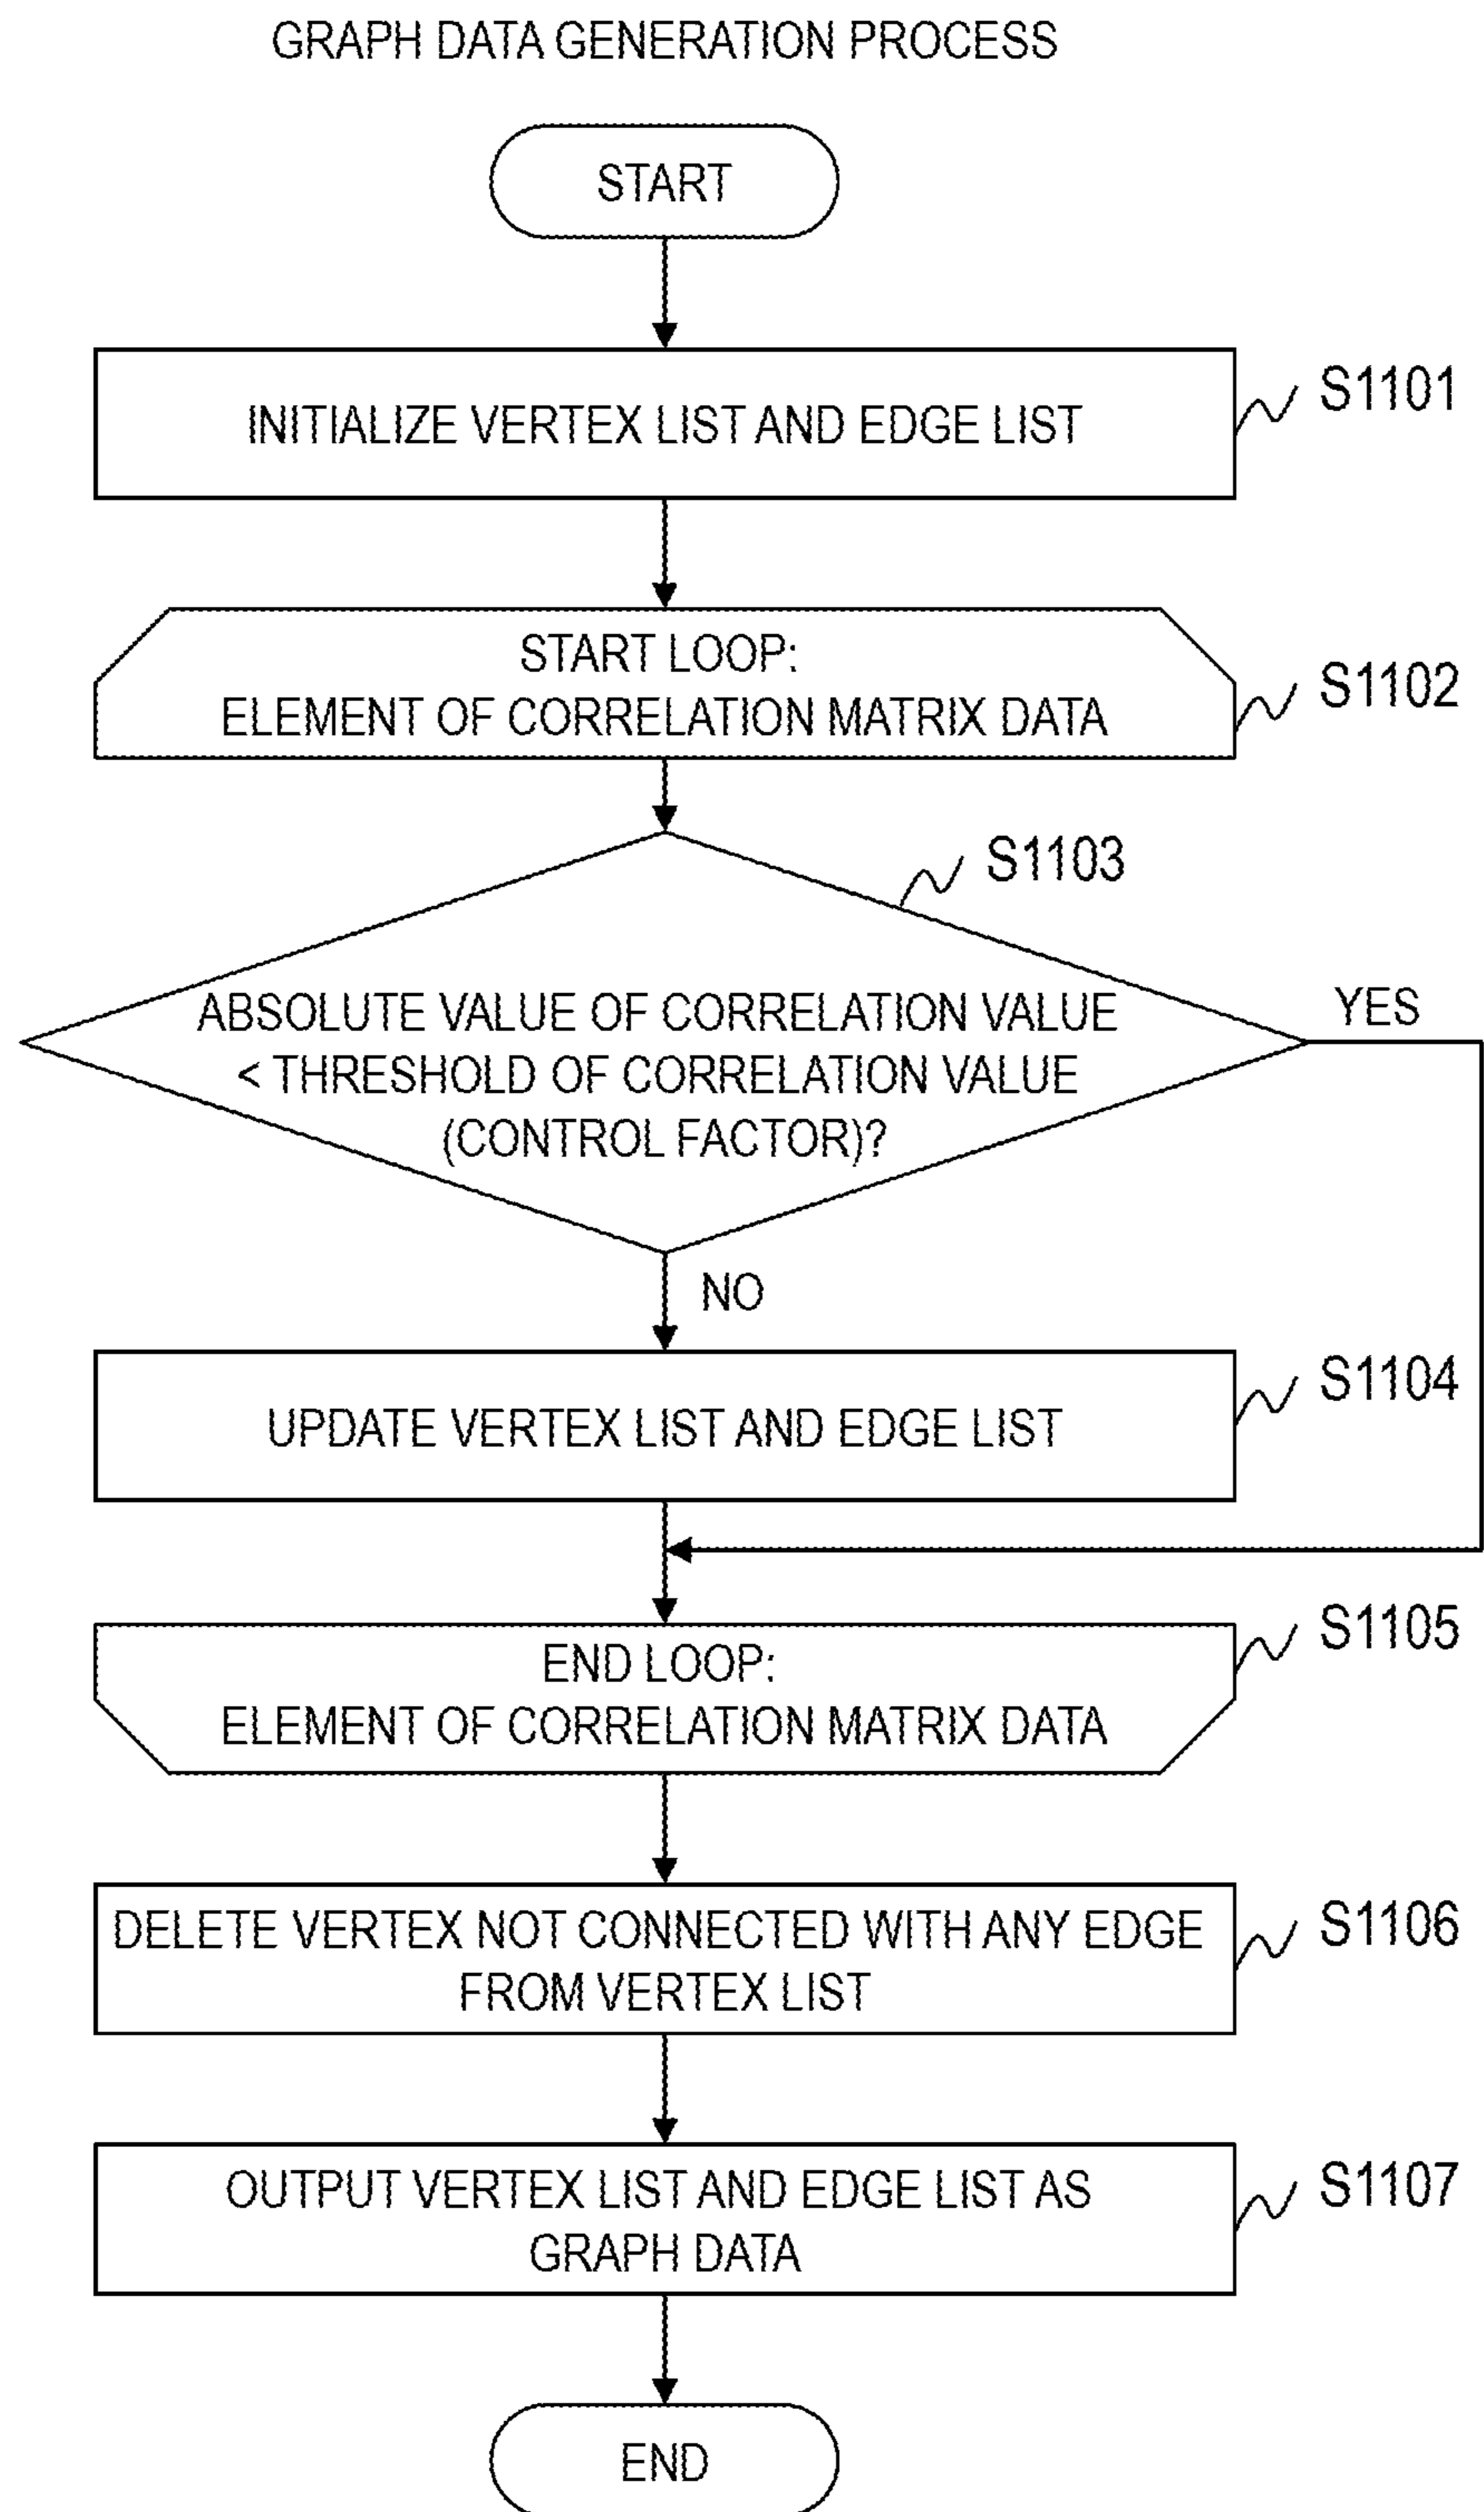 GRAPH DATA GENERATION PROCESS
START
INITIALIZE VERTEX LIST AND EDGE LIST
S1101
START LOOP:
ELEMENT OF CORRELATION MATRIX DATA
S1102
S1103
ABSOLUTE VALUE OF CORRELATION VALUE
< THRESHOLD OF CORRELATION VALUE
(CONTROL FACTOR)?
YES
NO
UPDATE VERTEX LIST AND EDGE LIST
S1104
END LOOP:
ELEMENT OF CORRELATION MATRIX DATA
S1105
DELETE VERTEX NOT CONNECTED WITH ANY EDGE
FROM VERTEX LIST
S1106
OUTPUT VERTEX LIST AND EDGE LIST AS
GRAPH DATA
S1107
END